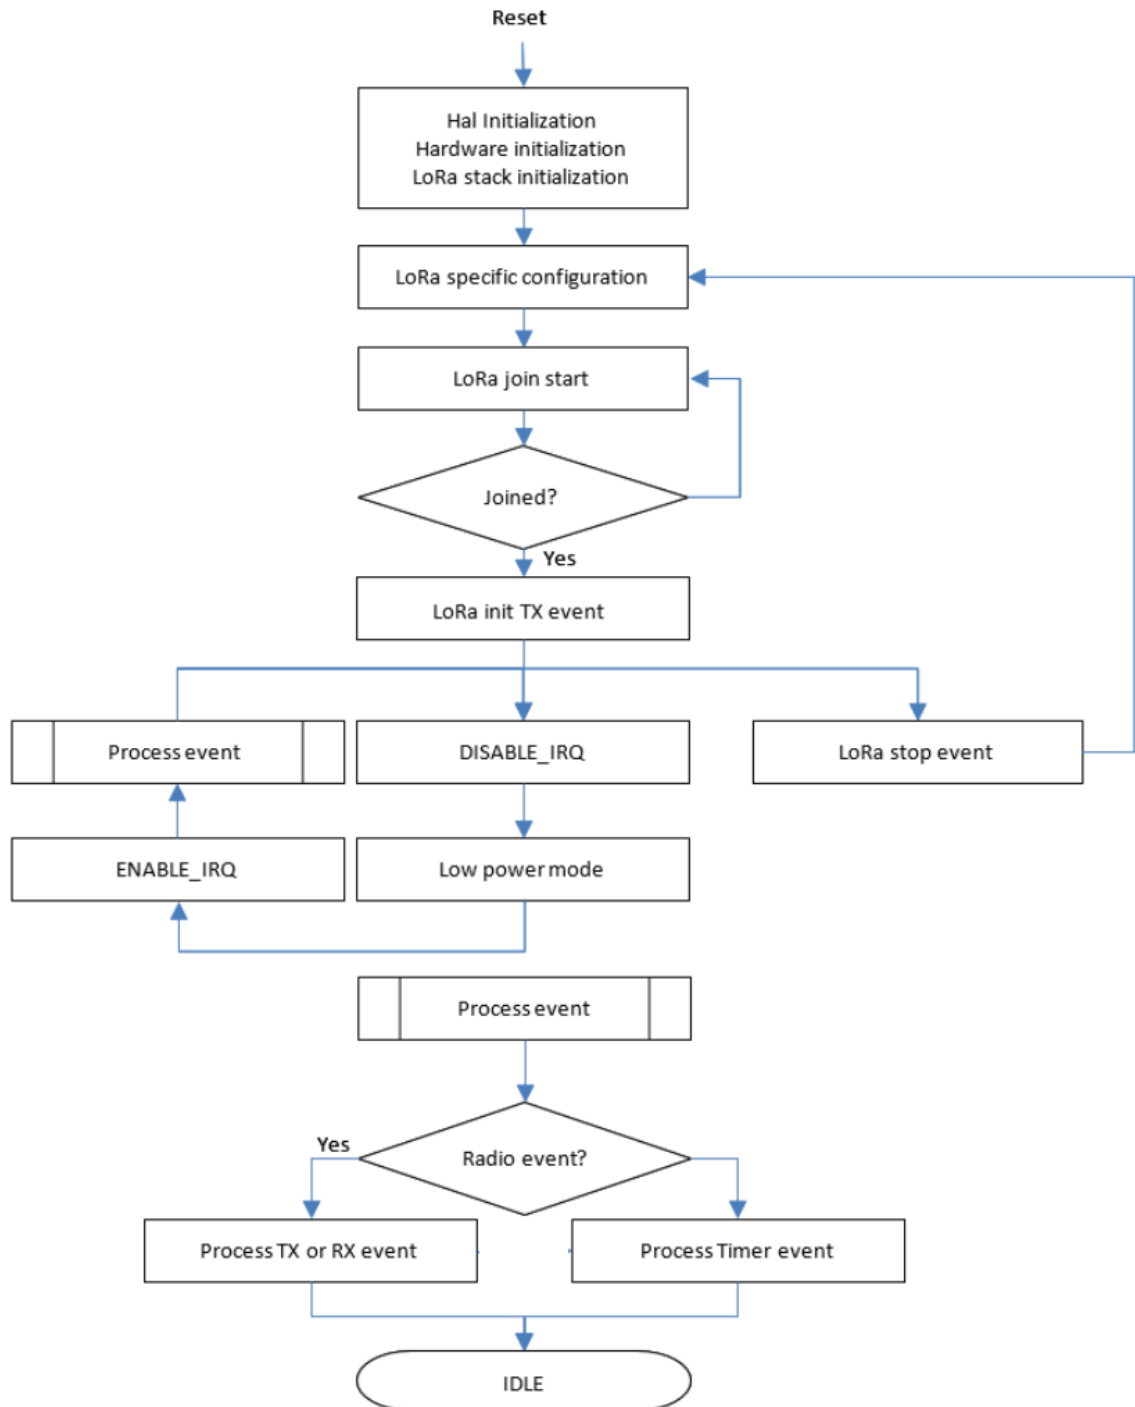 Reset
Hal Initialization
Hardware initialization
LoRa stack initialization
LoRa specific configuration
LoRa join start
Joined?
Yes
LoRa init TX event
Process event
DISABLE_IRQ
LoRa stop event
ENABLE_IRQ
Low power mode
Process event
Yes
Radio event?
Process TX or RX event
Process Timer event
IDLE